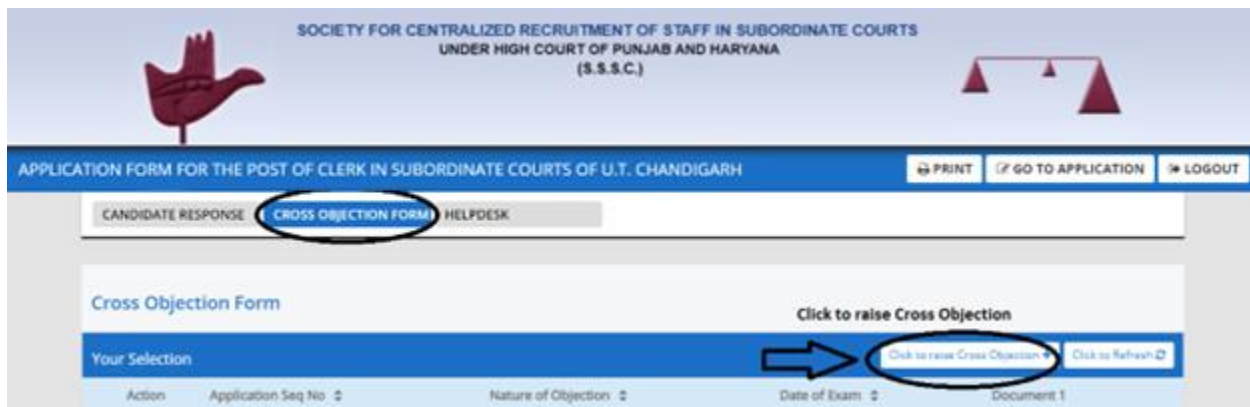 SOCIETY FOR CENTRALIZED RECRUITMENT OF STAFF IN SUBORDINATE COURTS
UNDER HIGH COURT OF PUNJAB AND HARYANA
(S.S.S.C.)
APPLICATION FORM FOR THE POST OF CLERK IN SUBORDINATE COURTS OF U.T. CHANDIGARH
PRINT GO TO APPLICATION LOGOUT
CANDIDATE RESPONSE CROSS OBJECTION FORM HELPDESK
Cross Objection Form
Click to raise Cross Objection
Your Selection Click to raise Cross Objection + Click to Refresh
Action Application Seq No Nature of Objection Date of Exam Document 1